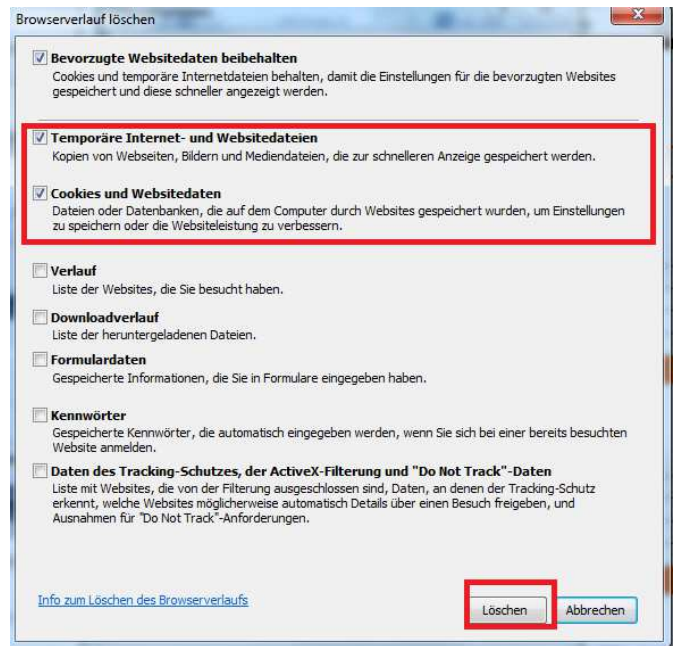 Browserverlauf löschen
Bevorzugte Websitedaten beibehalten
Cookies und temporäre Internetdateien behalten, damit die Einstellungen für die bevorzugten Websites
gespeichert und diese schneller angezeigt werden.
Temporäre Internet- und Websitedateien
Kopien von Webseiten, Bildern und Mediendateien, die zur schnelleren Anzeige gespeichert werden.
Cookies und Websitedaten
Dateien oder Datenbanken, die auf dem Computer durch Websites gespeichert wurden, um Einstellungen
zu speichern oder die Websiteleistung zu verbessern.
Verlauf
Liste der Websites, die Sie besucht haben.
Downloadverlauf
Liste der heruntergeladenen Dateien.
Formulardaten
Gespeicherte Informationen, die Sie in Formulare eingegeben haben.
Kennwörter
Gespeicherte Kennwörter, die automatisch eingegeben werden, wenn Sie sich bei einer bereits besuchten
Website anmelden.
Daten des Tracking-Schutzes, der ActiveX-Filterung und "Do Not Track"-Daten
Liste mit Websites, die von der Filterung ausgeschlossen sind, Daten, an denen der Tracking-Schutz
erkennt, welche Websites möglicherweise automatisch Details über einen Besuch freigeben, und
Ausnahmen für "Do Not Track"-Anforderungen.
Info zum Löschen des Browserverlaufs
Löschen Abbrechen